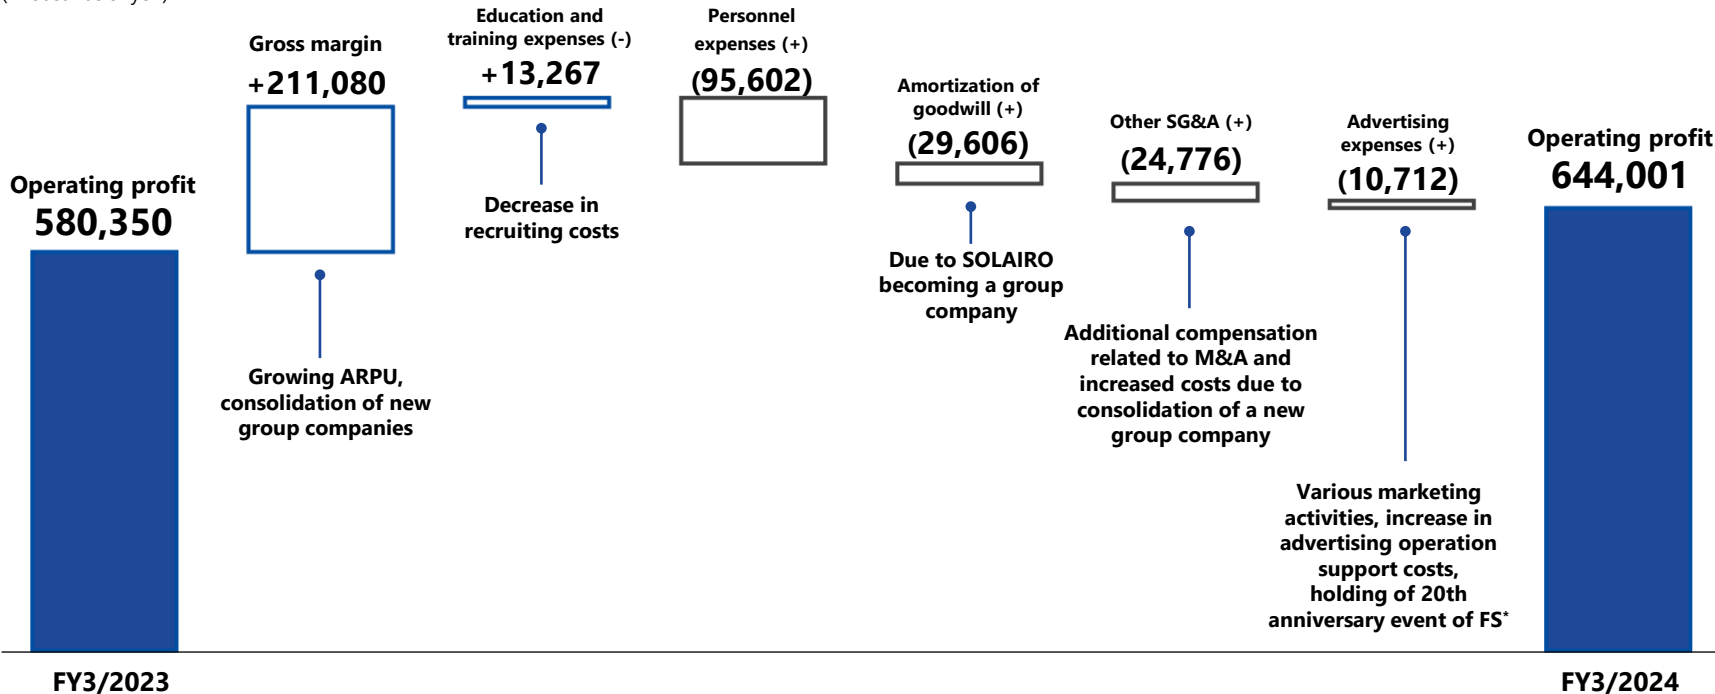 Operating profit
580,350
Gross margin
+211,080
Growing ARPU,
consolidation of new
group companies
Education and
training expenses (-)
+13,267
Decrease in
recruiting costs
Personnel
expenses (+)
(95,602)
Amortization of
goodwill (+)
(29,606)
Due to SOLAIRO
becoming a group
company
Other SG&A (+)
(24,776)
Additional compensation
related to M&A and
increased costs due to
consolidation of a new
group company
Advertising
expenses (+)
(10,712)
Various marketing
activities, increase in
advertising operation
support costs,
holding of 20th
anniversary event of FS*
Operating profit
644,001
FY3/2023
FY3/2024